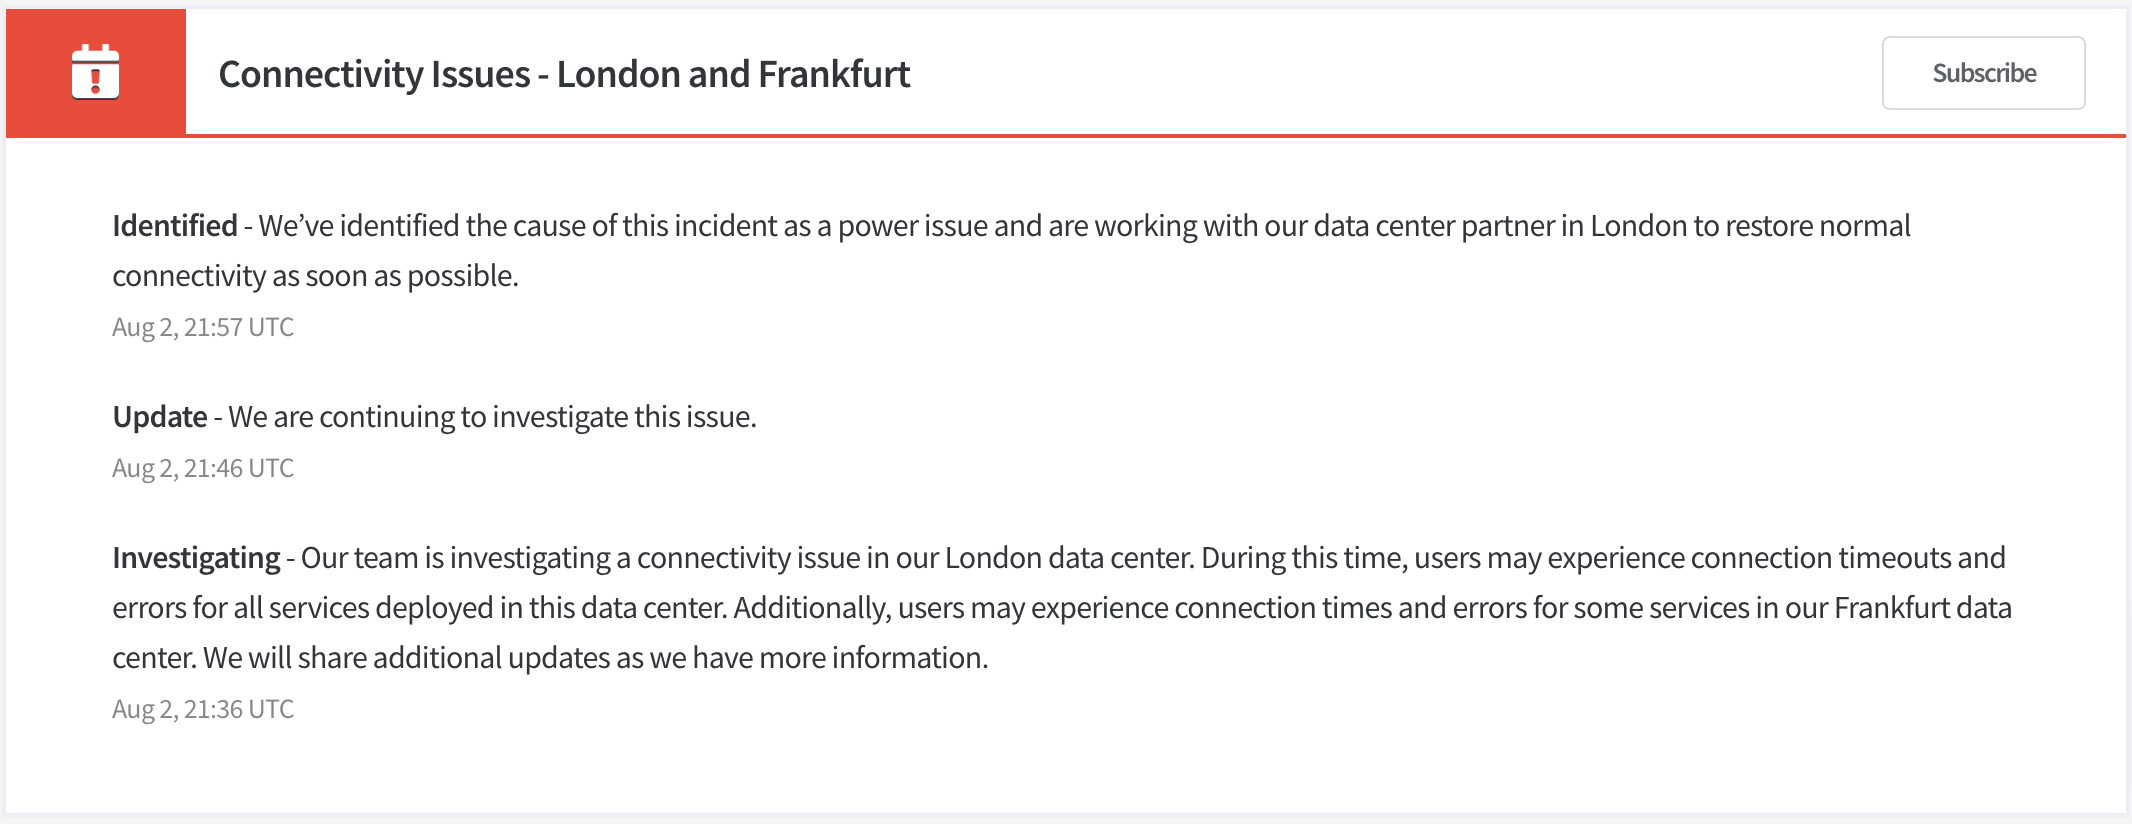 Connectivity Issues - London and Frankfurt
Subscribe
Identified - We’ve identified the cause of this incident as a power issue and are working with our data center partner in London to restore normal
connectivity as soon as possible.
Aug 2, 21:57 UTC
Update - We are continuing to investigate this issue.
Aug 2, 21:46 UTC
Investigating - Our team is investigating a connectivity issue in our London data center. During this time, users may experience connection timeouts and
errors for all services deployed in this data center. Additionally, users may experience connection times and errors for some services in our Frankfurt data
center. We will share additional updates as we have more information.
Aug 2, 21:36 UTC